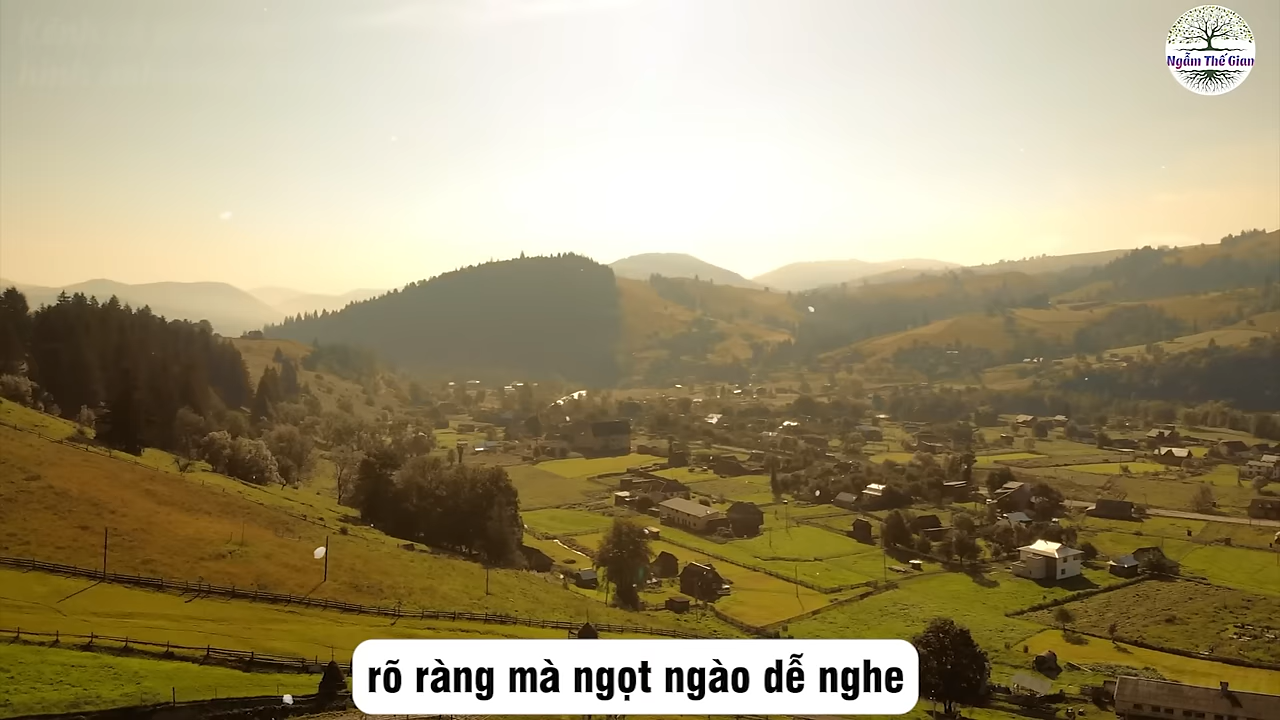 Ngẫm Thế Gian
rõ ràng mà ngọt ngào dễ nghe